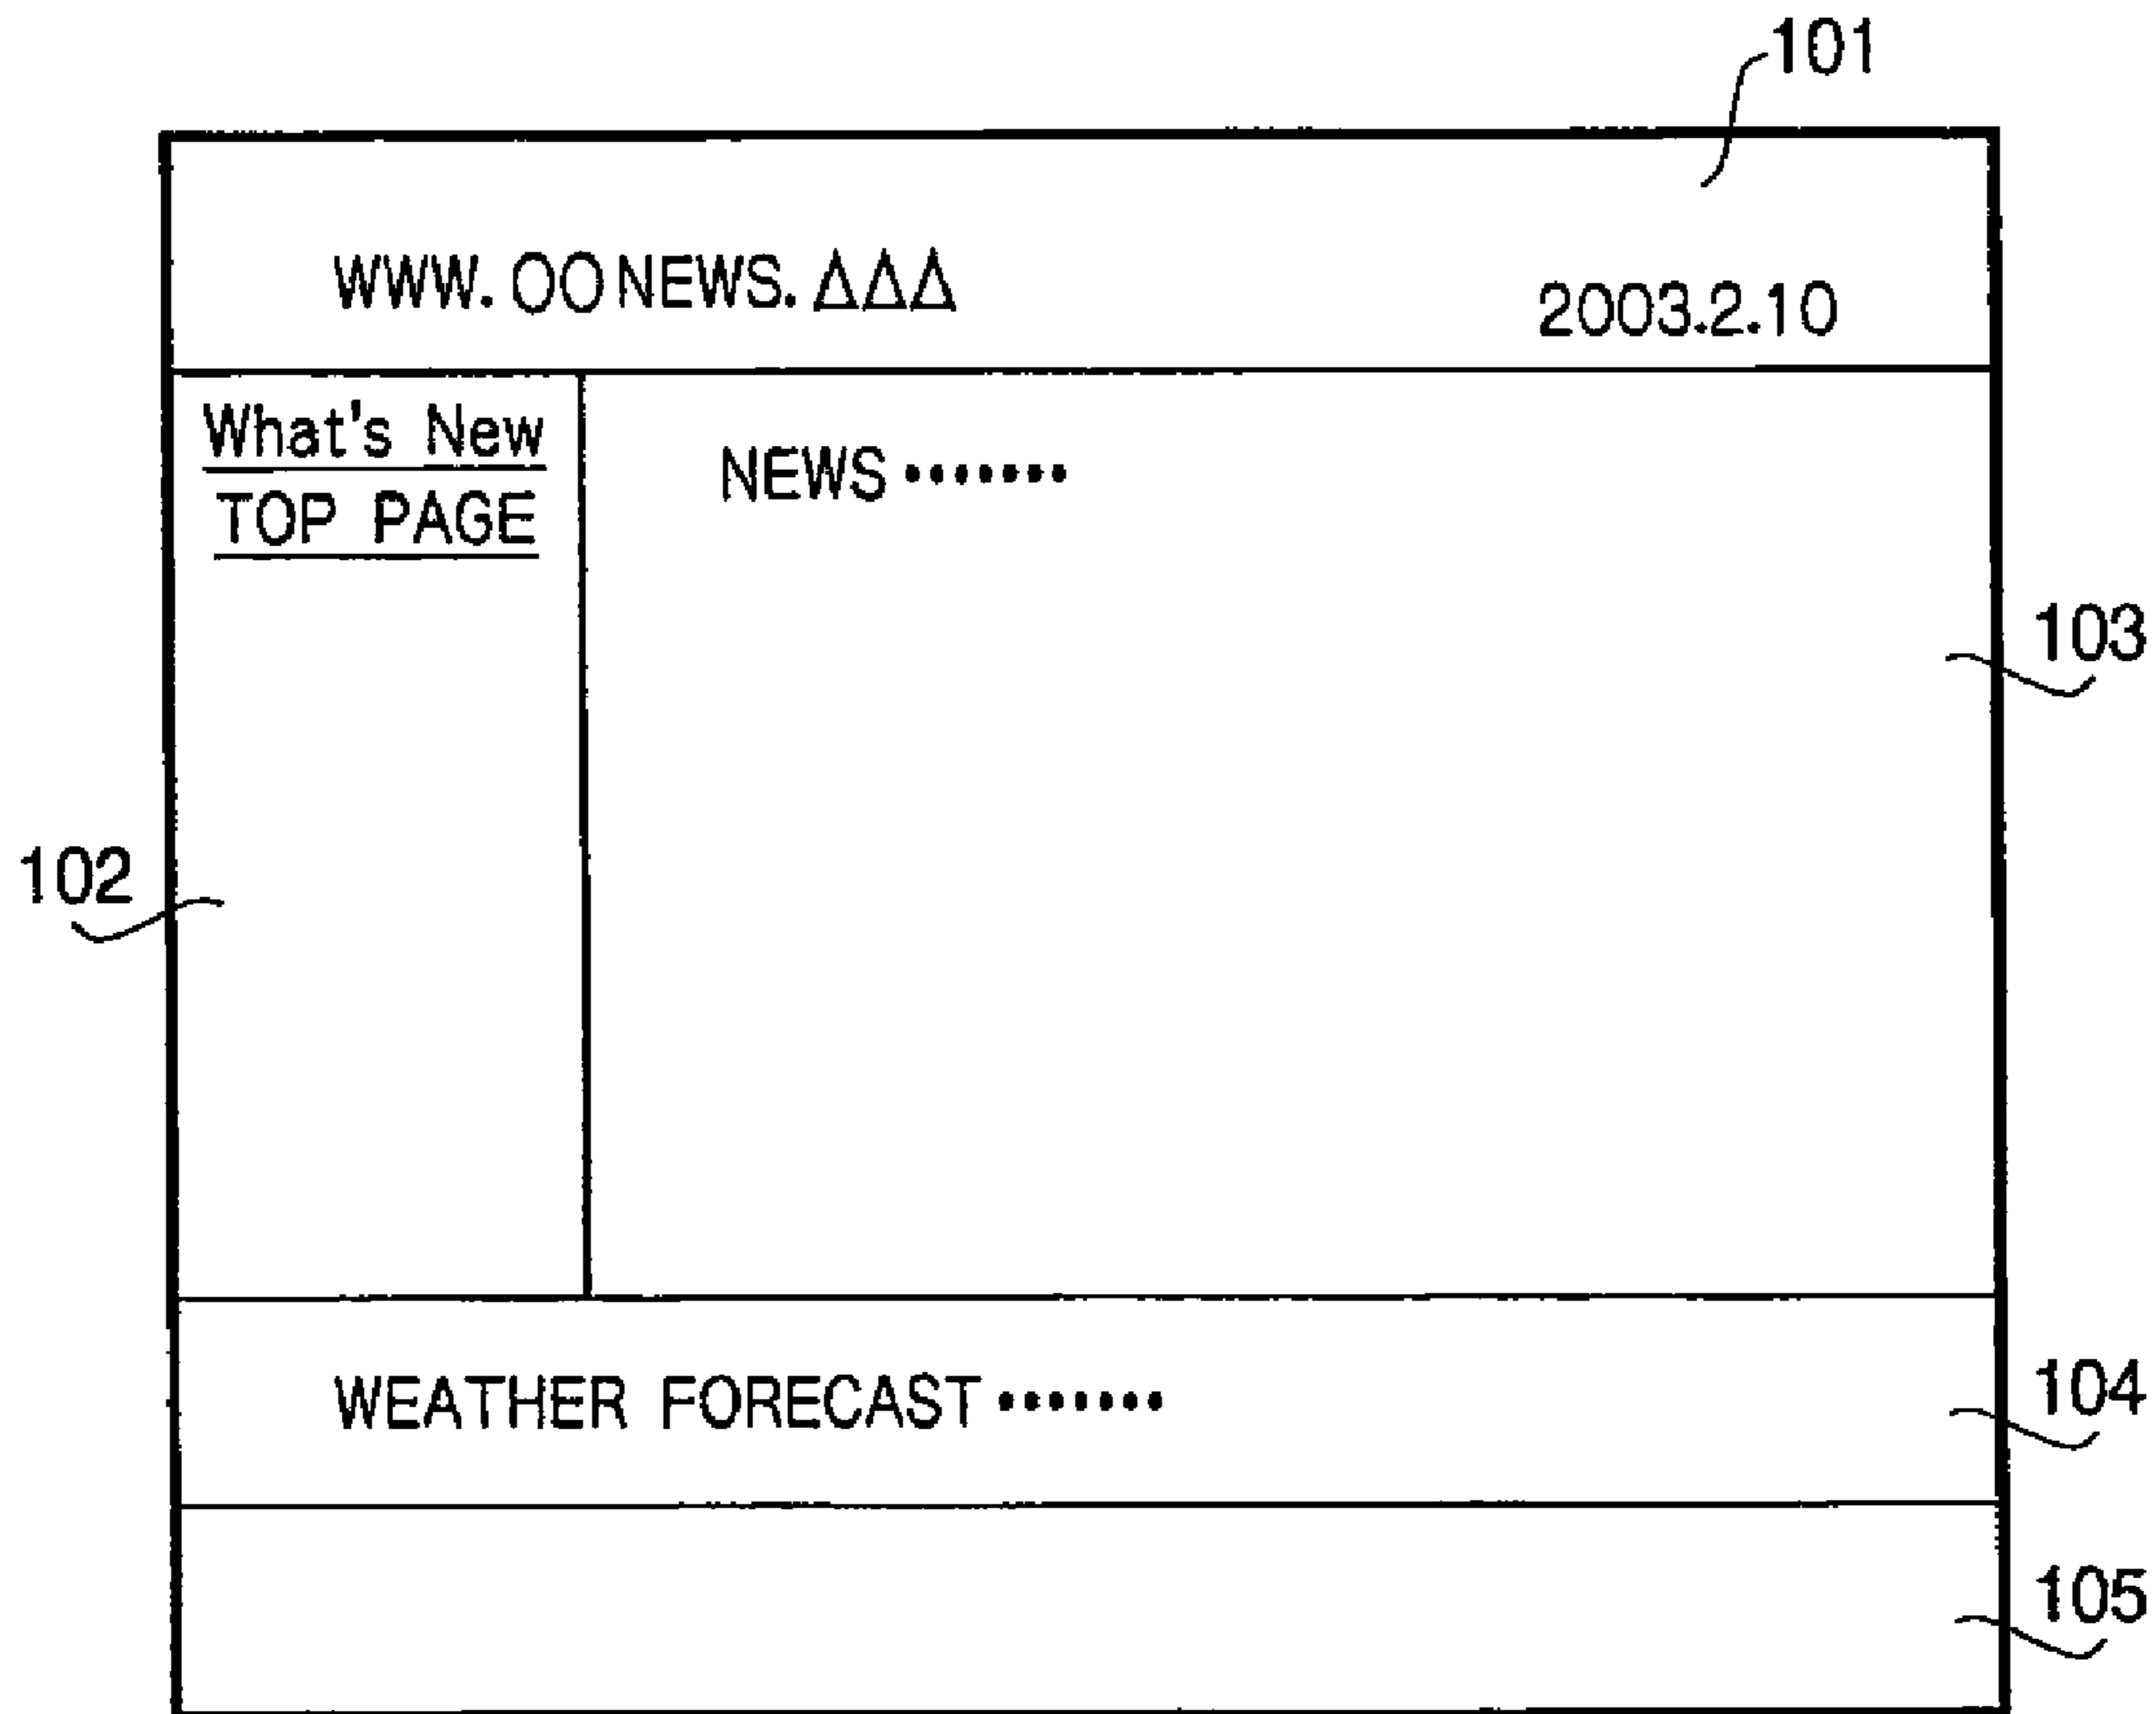 101
WWW.OONEWS.ΔΔΔ
2003.2.10
What's New
TOP PAGE
NEWS•••••••
103
102
WEATHER FORECAST•••••••
104
105